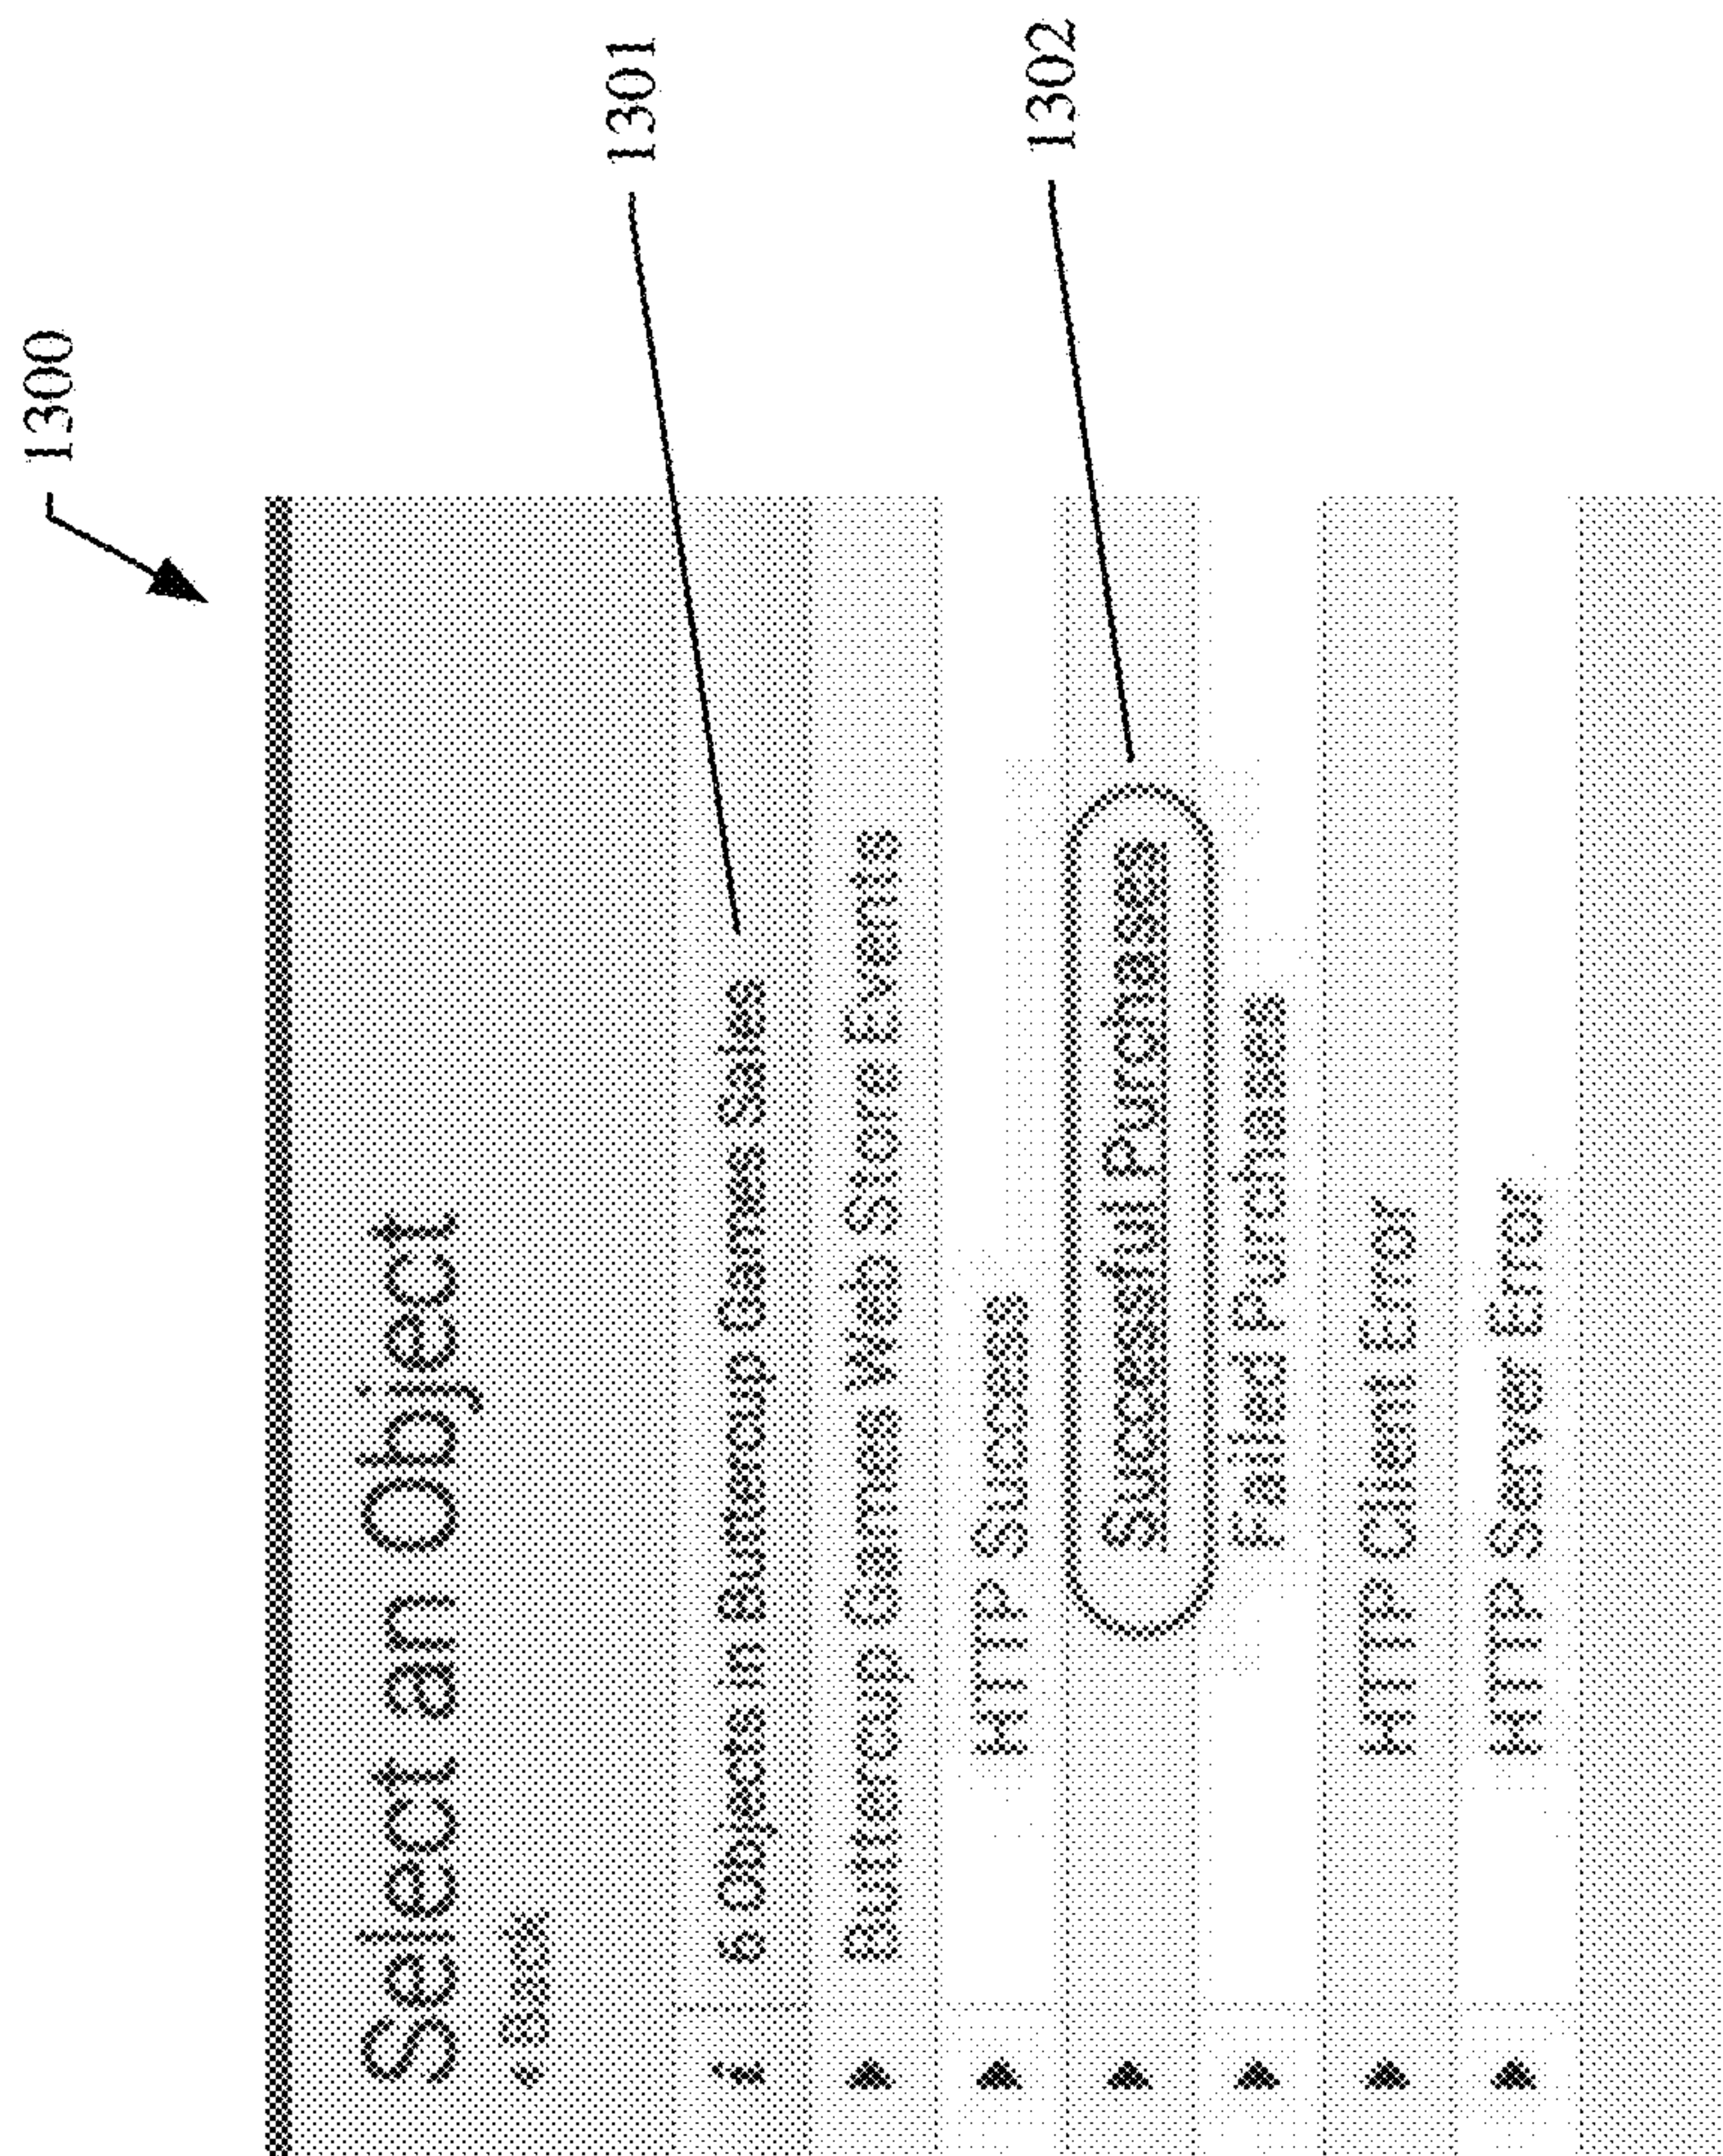 1300
Select an Object
‹ Back
i 6 Objects in Buttercup Games Sales
1301
Buttercup Games Web Store Events
HTTP Success
Successful Purchases
1302
Failed Purchases
HTTP Client Error
HTTP Server Error